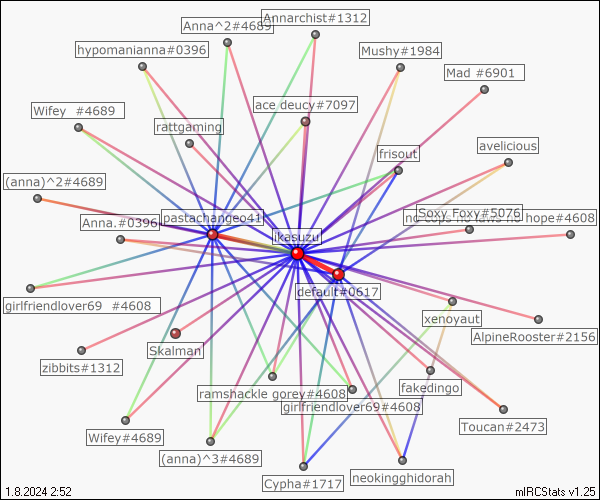 Anna^2#4689
Annarchist#1312
hypomanianna#0396
Mushy#1984
Mad #6901
Wifey #4689
ace deucy#7097
rattgaming
frisout
avelicious
(anna)^2#4689
pastachangeo41
Soxy Foxy#5076
no cops no laws no hope#4608
Anna.#0396
ikasuzu
default#0617
girlfriendlover69 #4608
xenoyaut
AlpineRooster#2156
Skalman
zibbits#1312
ramshackle gorey#4608
fakedingo
girlfriendlover69#4608
Toucan#2473
Wifey#4689
(anna)^3#4689
Cypha#1717
neokingghidorah
1.8.2024 2:52
mIRCStats v1.25